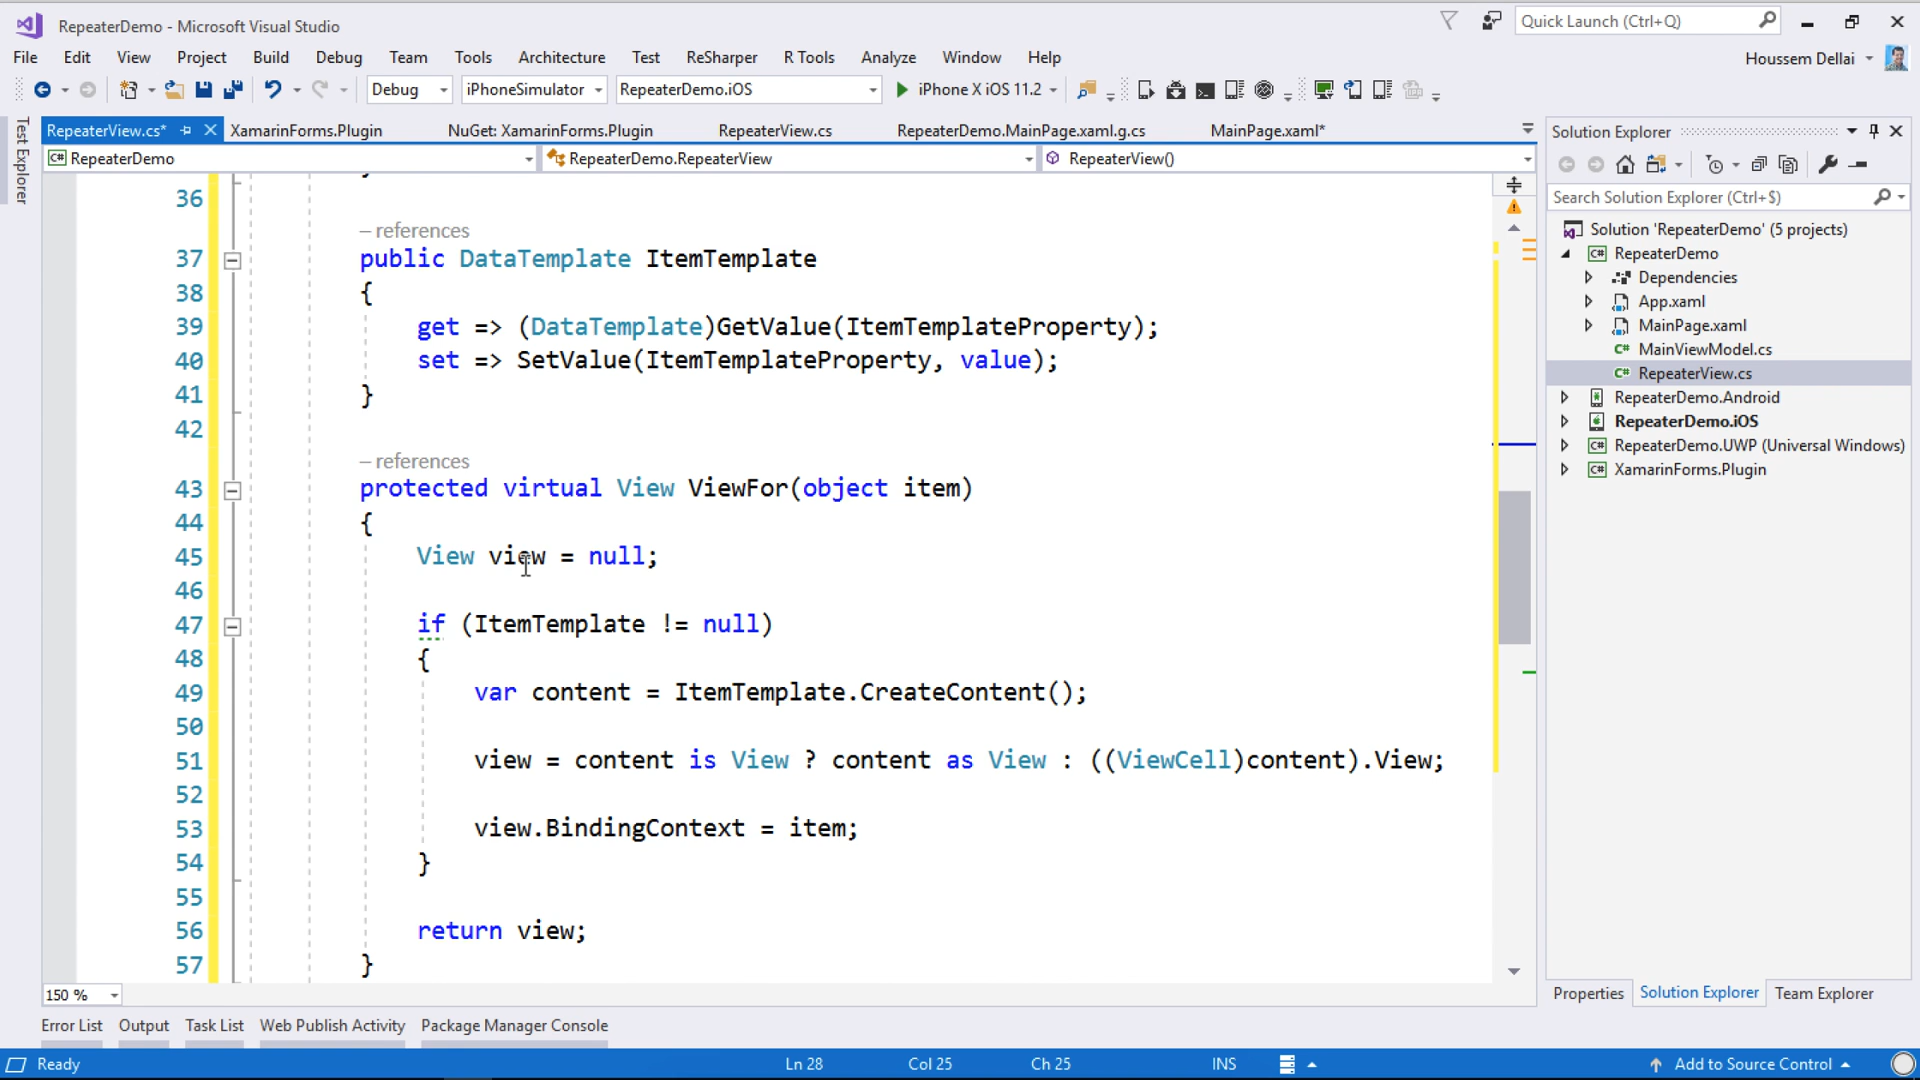 RepeaterDemo - Microsoft Visual Studio
Quick Launch (Ctrl+Q)
File Edit View Project Build Debug Team Tools Architecture Test ReSharper R Tools Analyze Window Help
Houssem Dellai
Debug iPhoneSimulator RepeaterDemo.iOS iPhone X iOS 11.2
Test Explorer
RepeaterView.cs* XamarinForms.Plugin NuGet: XamarinForms.Plugin RepeaterView.cs RepeaterDemo.MainPage.xaml.g.cs MainPage.xaml*
RepeaterDemo RepeaterDemo.RepeaterView RepeaterView()
36
– references
37 public DataTemplate ItemTemplate
38 {
39 get => (DataTemplate)GetValue(ItemTemplateProperty);
40 set => SetValue(ItemTemplateProperty, value);
41 }
42
– references
43 protected virtual View ViewFor(object item)
44 {
45 View view = null;
46
47 if (ItemTemplate != null)
48 {
49 var content = ItemTemplate.CreateContent();
50
51 view = content is View ? content as View : ((ViewCell)content).View;
52
53 view.BindingContext = item;
54 }
55
56 return view;
57 }
150 %
Solution Explorer
Search Solution Explorer (Ctrl+$)
Solution 'RepeaterDemo' (5 projects)
RepeaterDemo
Dependencies
App.xaml
MainPage.xaml
MainViewModel.cs
RepeaterView.cs
RepeaterDemo.Android
RepeaterDemo.iOS
RepeaterDemo.UWP (Universal Windows)
XamarinForms.Plugin
Properties Solution Explorer Team Explorer
Error List Output Task List Web Publish Activity Package Manager Console
Ready Ln 28 Col 25 Ch 25 INS Add to Source Control